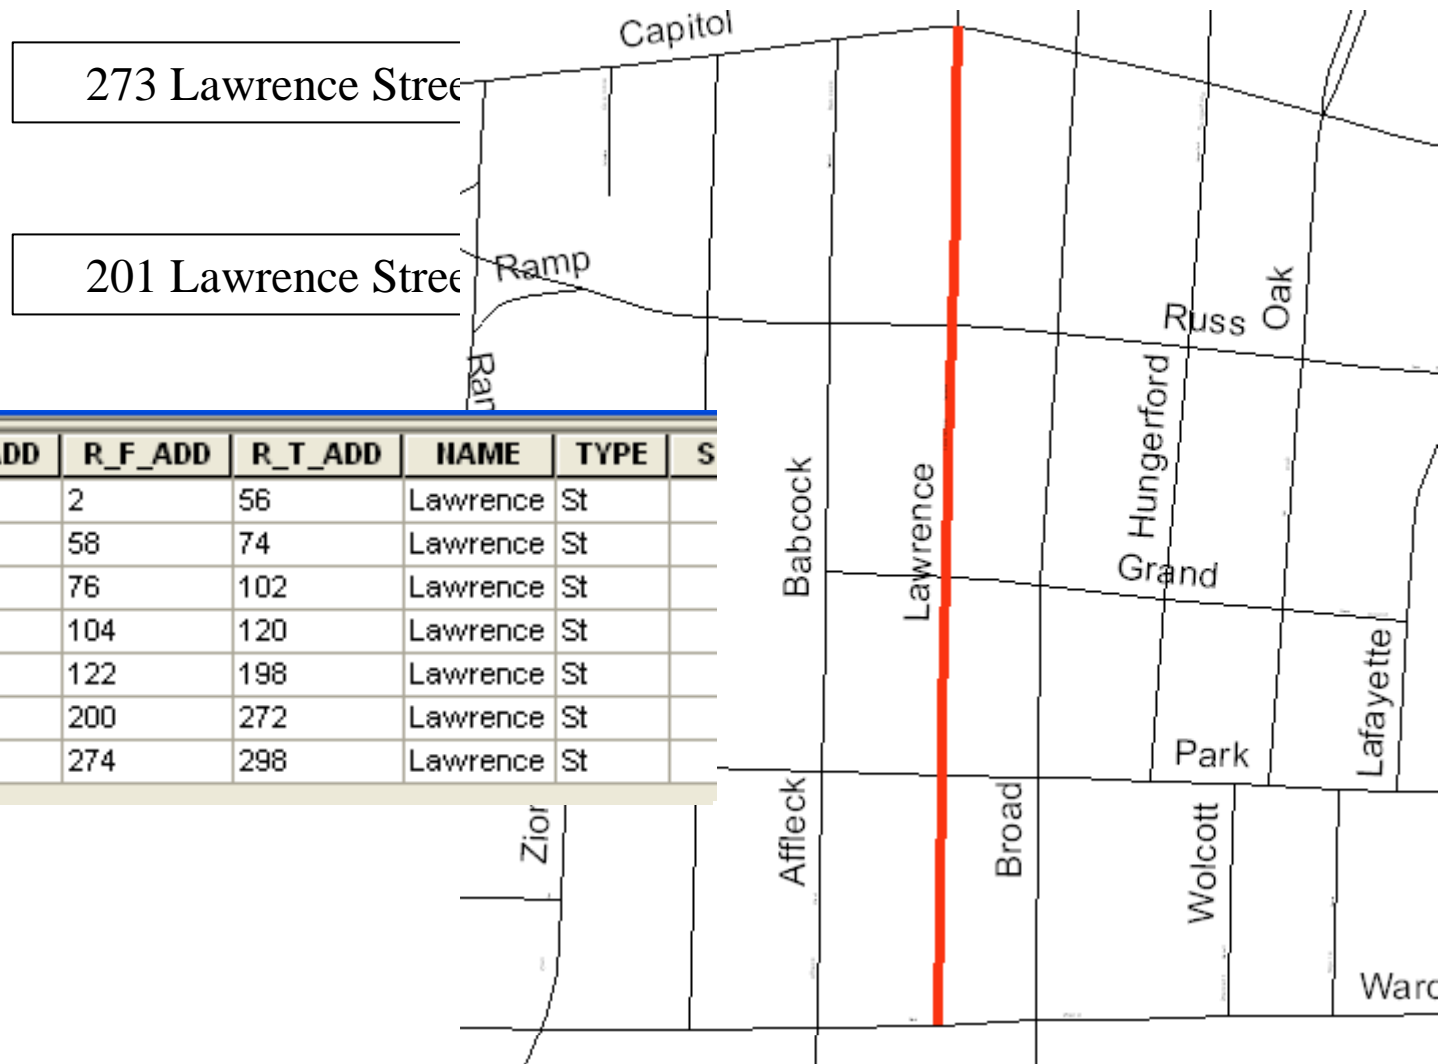 273 Lawrence Stree
201 Lawrence Stree
Capitol
Ramp
Ran
Russ
Oak
Hungerford
Babcock
Lawrence
Grand
Lafayette
Park
Affleck
Broad
Wolcott
Zior
Ward
DD R_F_ADD R_T_ADD NAME TYPE S
2 56 Lawrence St
58 74 Lawrence St
76 102 Lawrence St
104 120 Lawrence St
122 198 Lawrence St
200 272 Lawrence St
274 298 Lawrence St